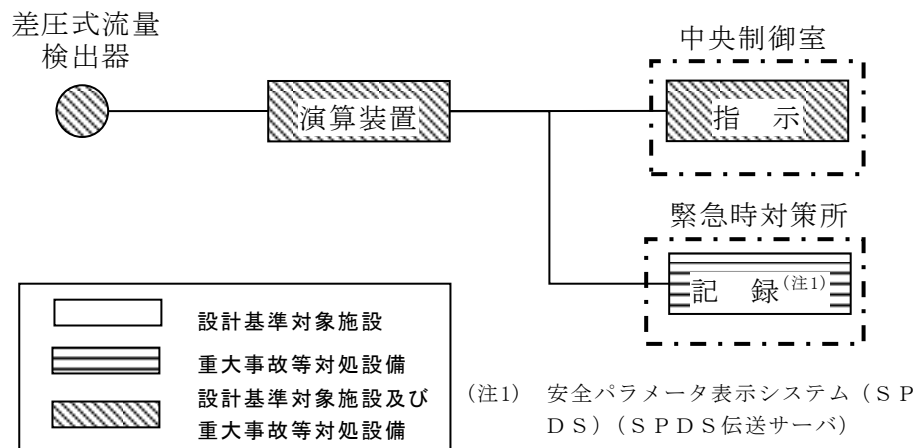 差圧式流量
検出器
演算装置
中央制御室
指　示
緊急時対策所
記　録(注1)
設計基準対象施設
重大事故等対処設備
設計基準対象施設及び
重大事故等対処設備
(注1)　安全パラメータ表示システム（ＳＰ
ＤＳ）（ＳＰＤＳ伝送サーバ）